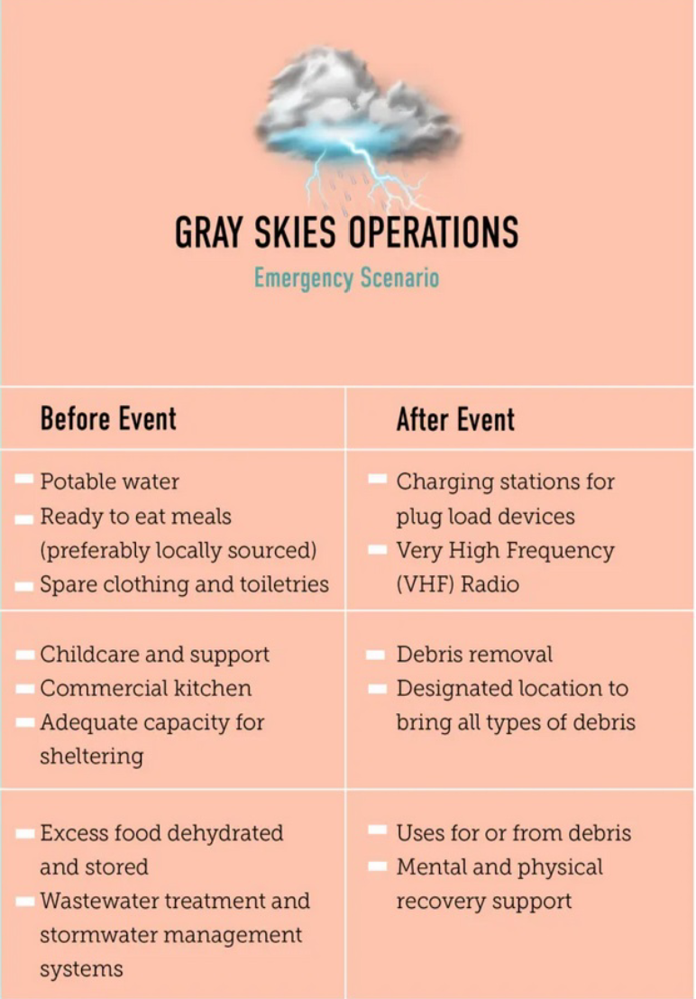 GRAY SKIES OPERATIONS
Emergency Scenario
Before Event
After Event
Potable water
Ready to eat meals
(preferably locally sourced)
Spare clothing and toiletries
Charging stations for
plug load devices
Very High Frequency
(VHF) Radio
Childcare and support
Commercial kitchen
Adequate capacity for
sheltering
Debris removal
Designated location to
bring all types of debris
Excess food dehydrated
and stored
Wastewater treatment and
stormwater management
systems
Uses for or from debris
Mental and physical
recovery support